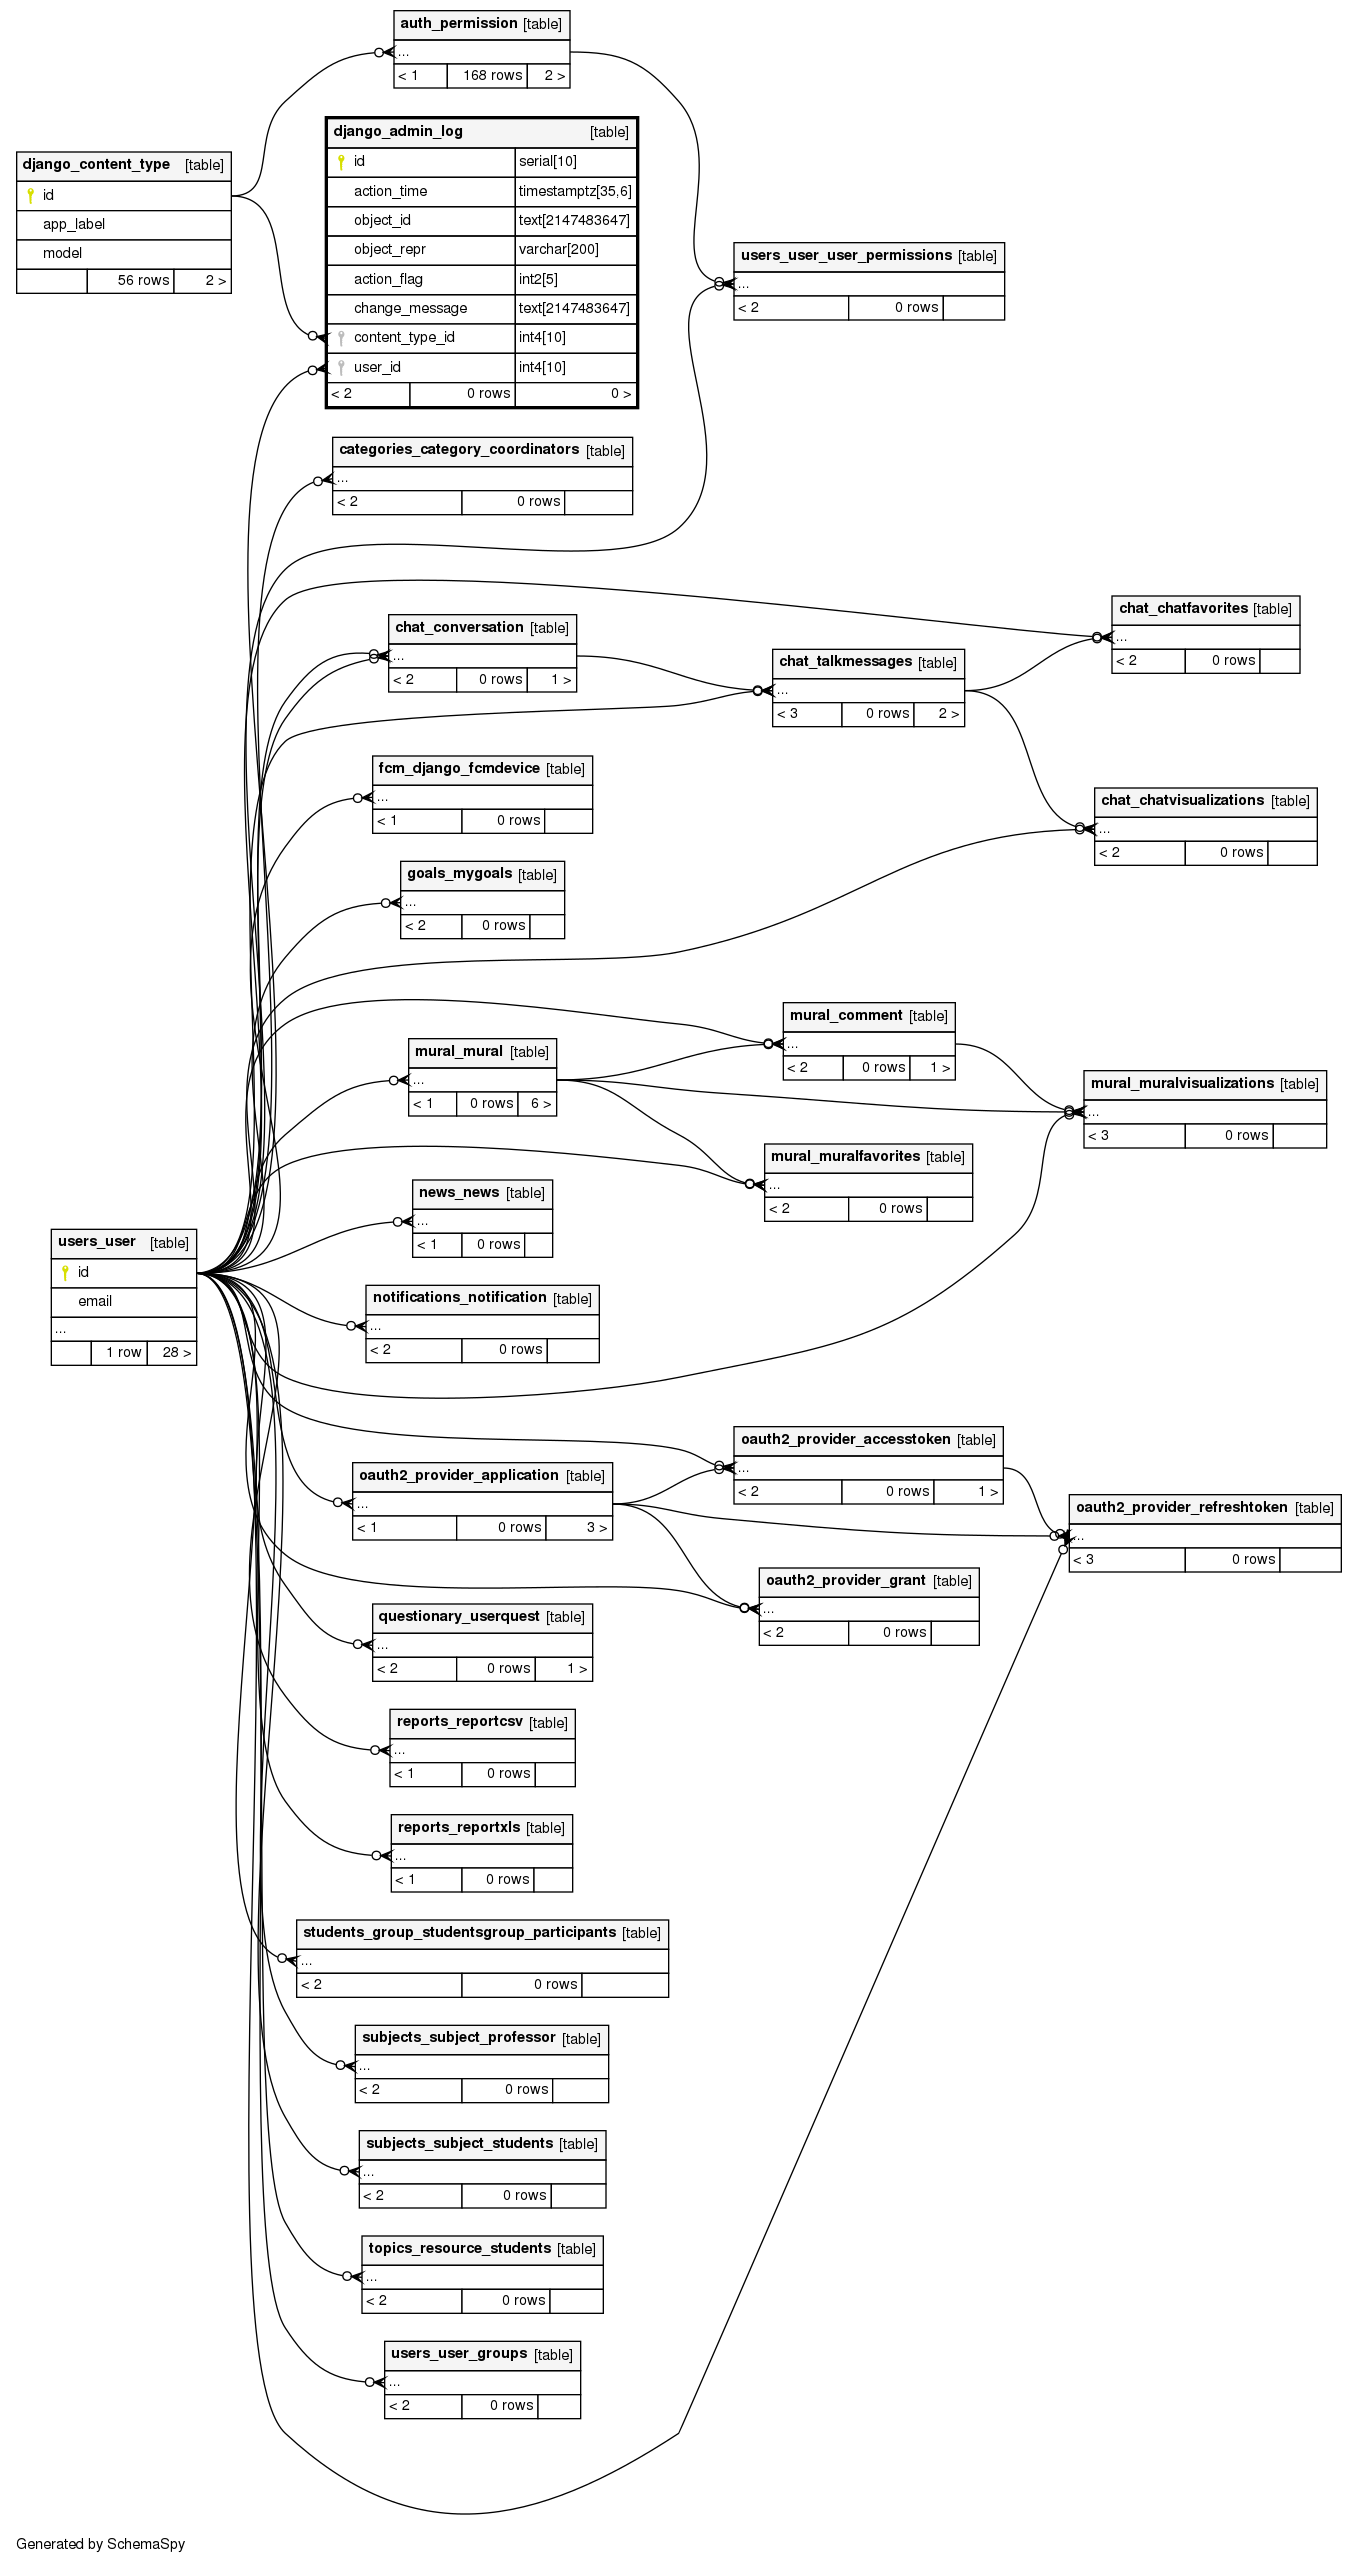 auth_permission [table]
...
< 1 168 rows 2 >
django_admin_log [table]
id serial[10]
action_time timestamptz[35,6]
object_id text[2147483647]
object_repr varchar[200]
action_flag int2[5]
change_message text[2147483647]
content_type_id int4[10]
user_id int4[10]
< 2 0 rows 0 >
django_content_type [table]
id
app_label
model
56 rows 2 >
users_user_user_permissions [table]
...
< 2 0 rows
categories_category_coordinators [table]
...
< 2 0 rows
chat_chatfavorites [table]
...
< 2 0 rows
chat_conversation [table]
...
< 2 0 rows 1 >
chat_talkmessages [table]
...
< 3 0 rows 2 >
fcm_django_fcmdevice [table]
...
< 1 0 rows
chat_chatvisualizations [table]
...
< 2 0 rows
goals_mygoals [table]
...
< 2 0 rows
mural_comment [table]
...
< 2 0 rows 1 >
mural_mural [table]
...
< 1 0 rows 6 >
mural_muralvisualizations [table]
...
< 3 0 rows
mural_muralfavorites [table]
...
< 2 0 rows
news_news [table]
...
< 1 0 rows
users_user [table]
id
email
...
1 row 28 >
notifications_notification [table]
...
< 2 0 rows
oauth2_provider_accesstoken [table]
...
< 2 0 rows 1 >
oauth2_provider_application [table]
...
< 1 0 rows 3 >
oauth2_provider_refreshtoken [table]
...
< 3 0 rows
oauth2_provider_grant [table]
...
< 2 0 rows
questionary_userquest [table]
...
< 2 0 rows 1 >
reports_reportcsv [table]
...
< 1 0 rows
reports_reportxls [table]
...
< 1 0 rows
students_group_studentsgroup_participants [table]
...
< 2 0 rows
subjects_subject_professor [table]
...
< 2 0 rows
subjects_subject_students [table]
...
< 2 0 rows
topics_resource_students [table]
...
< 2 0 rows
users_user_groups [table]
...
< 2 0 rows
Generated by SchemaSpy